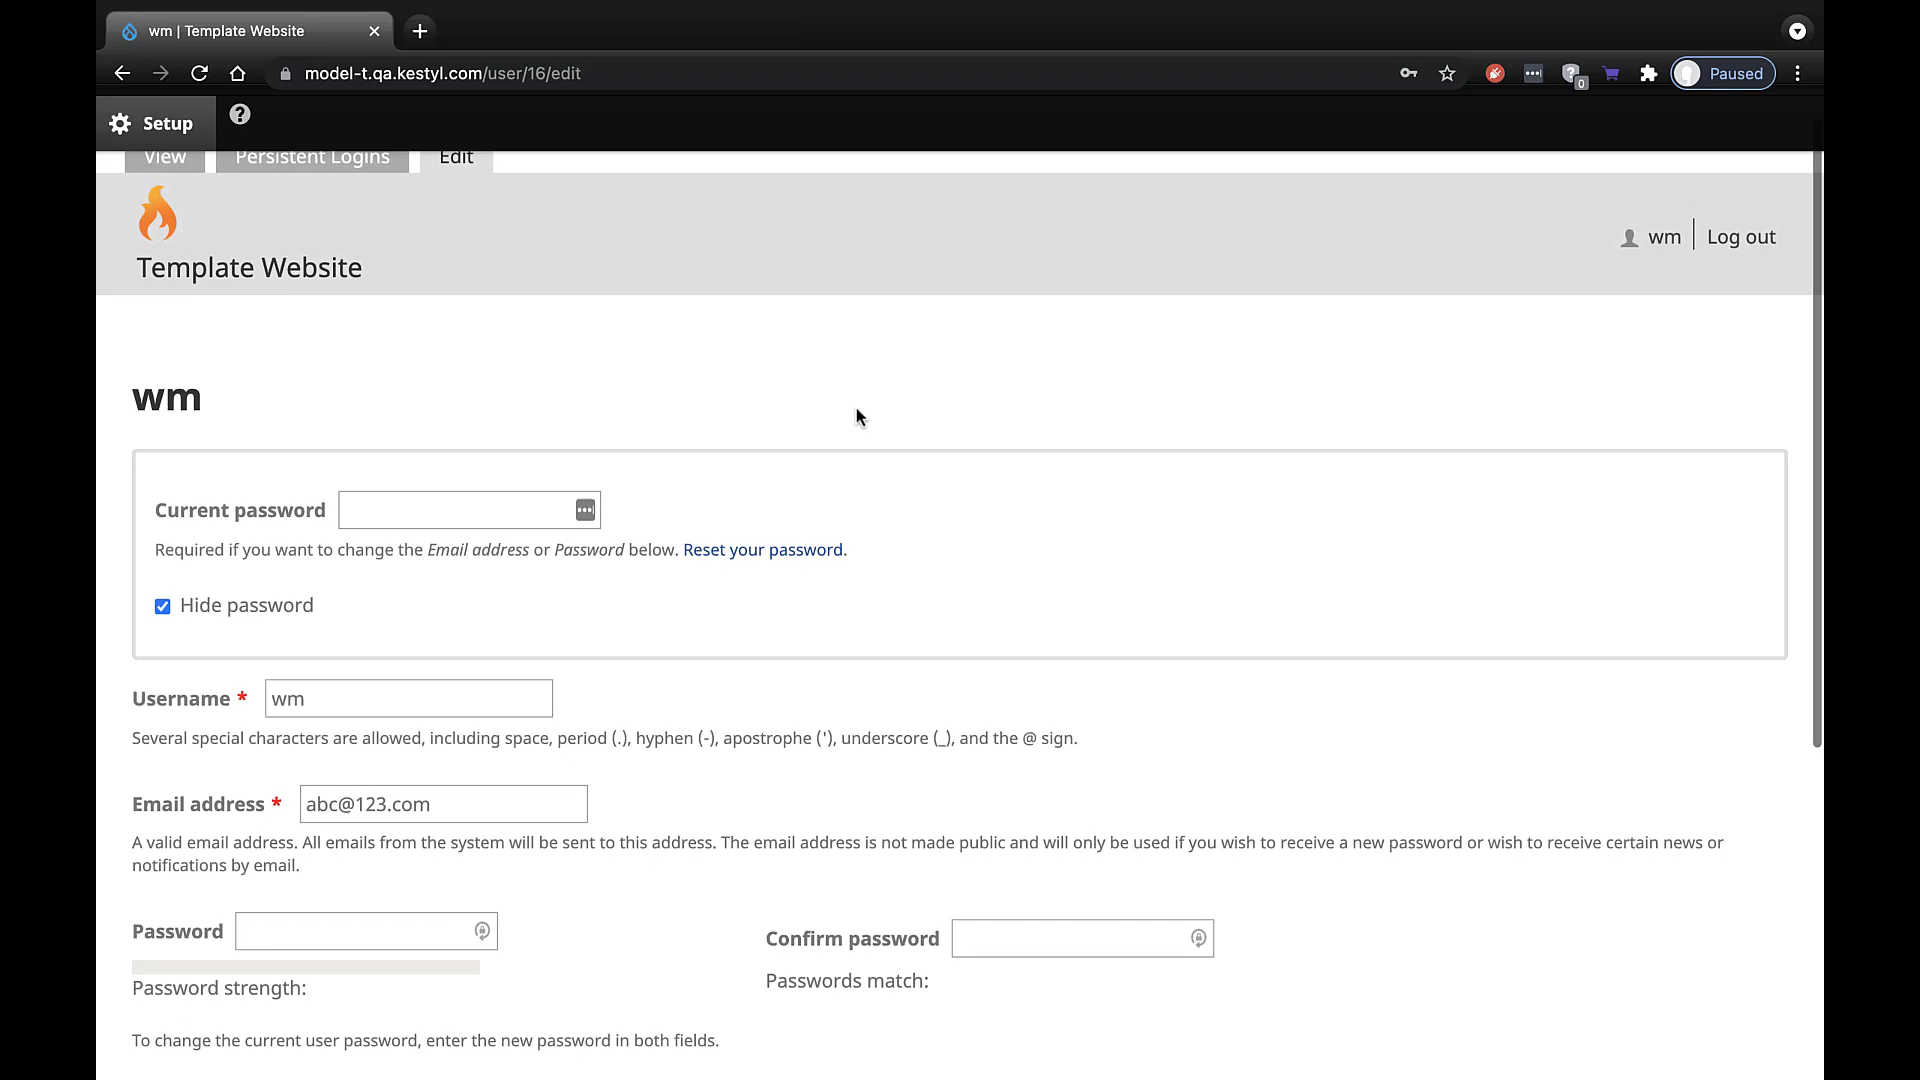 wm | Template Website
model-t.qa.kestyl.com/user/16/edit
0
Paused
Setup
View
Persistent Logins
Edit
Template Website
wm
Log out
wm
Current password
Required if you want to change the Email address or Password below. Reset your password.
Hide password
Username *
wm
Several special characters are allowed, including space, period (.), hyphen (-), apostrophe ('), underscore (_), and the @ sign.
Email address *
abc@123.com
A valid email address. All emails from the system will be sent to this address. The email address is not made public and will only be used if you wish to receive a new password or wish to receive certain news or
notifications by email.
Password
Confirm password
Passwords match:
Password strength:
To change the current user password, enter the new password in both fields.